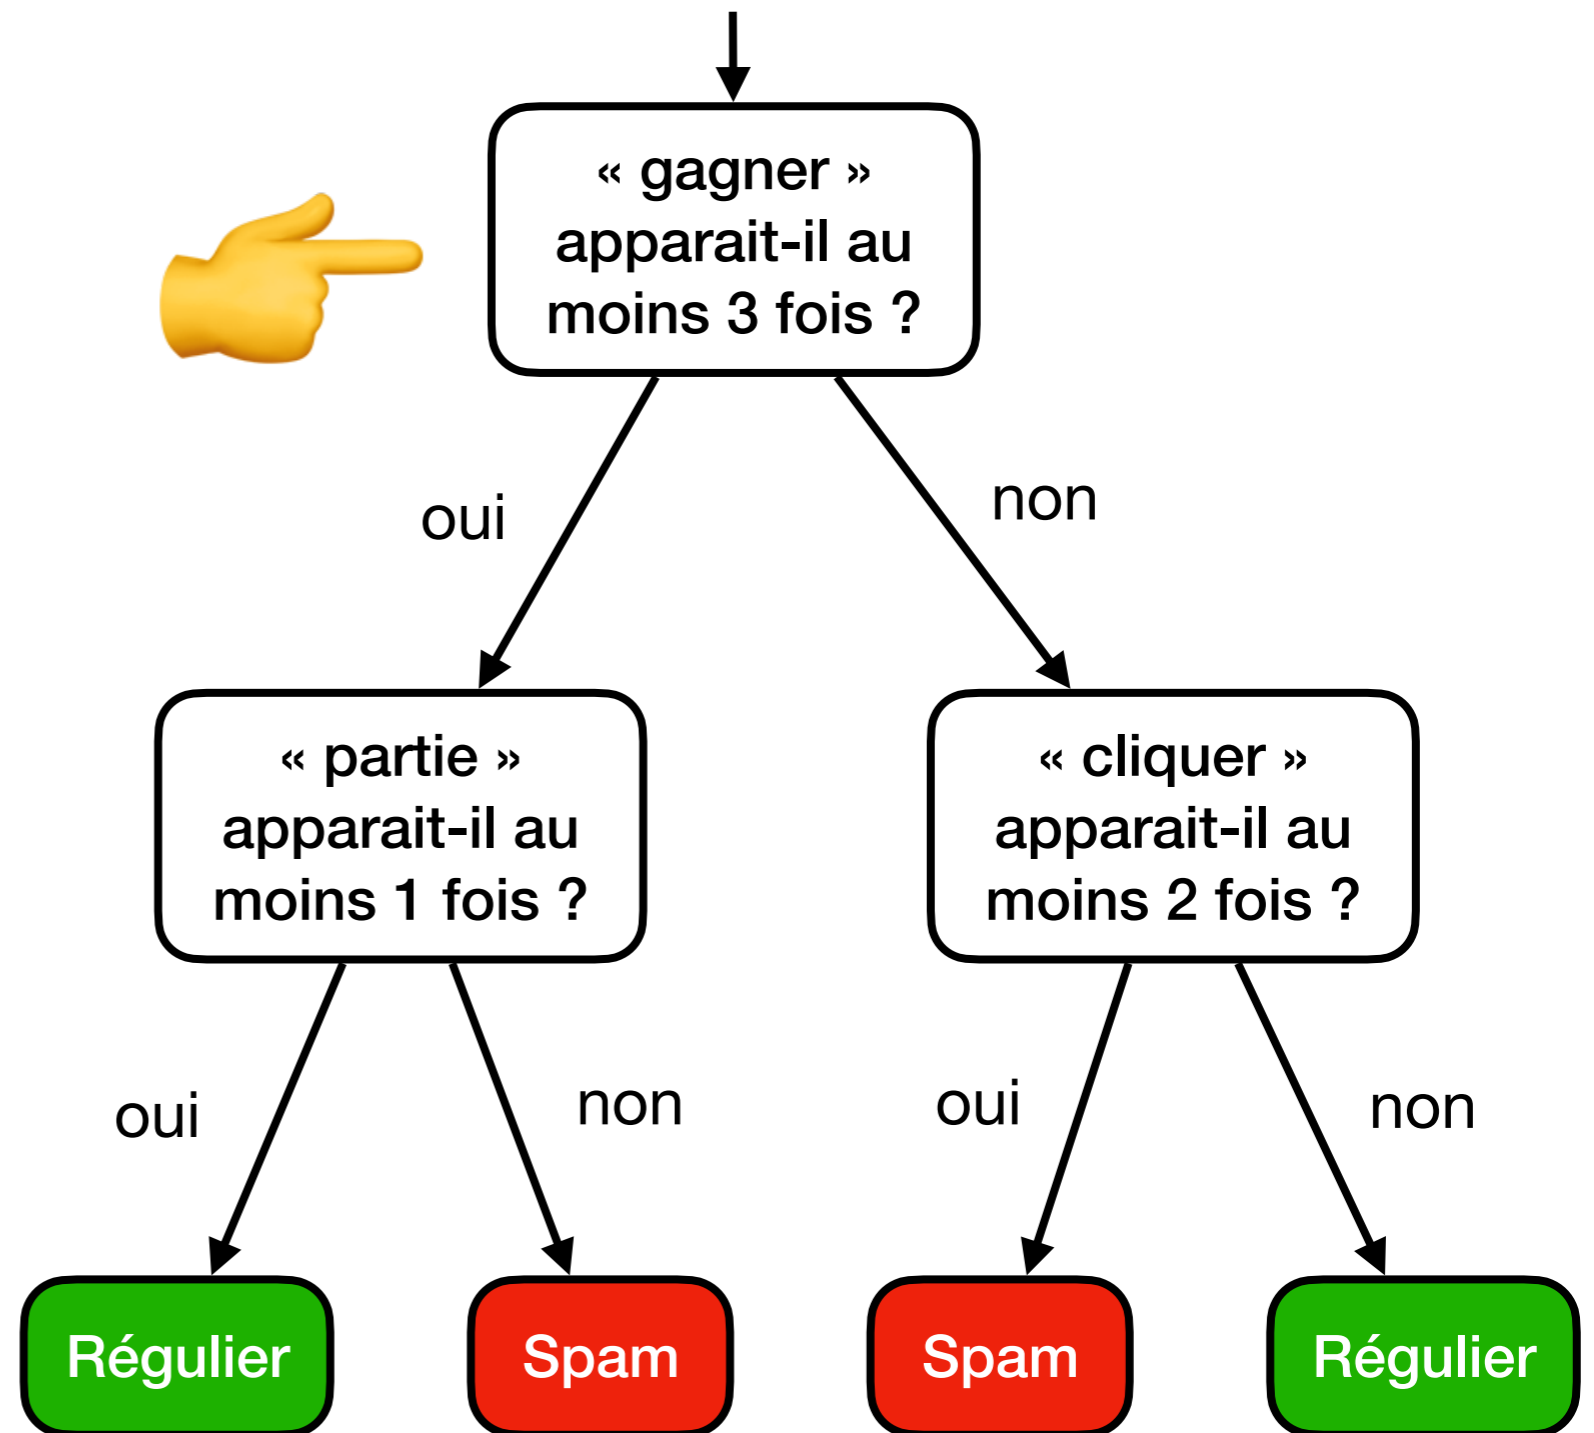 « gagner »
apparait-il au
moins 3 fois ?
oui
non
« partie »
apparait-il au
moins 1 fois ?
« cliquer »
apparait-il au
moins 2 fois ?
oui
non
oui
non
Régulier
Spam
Spam
Régulier